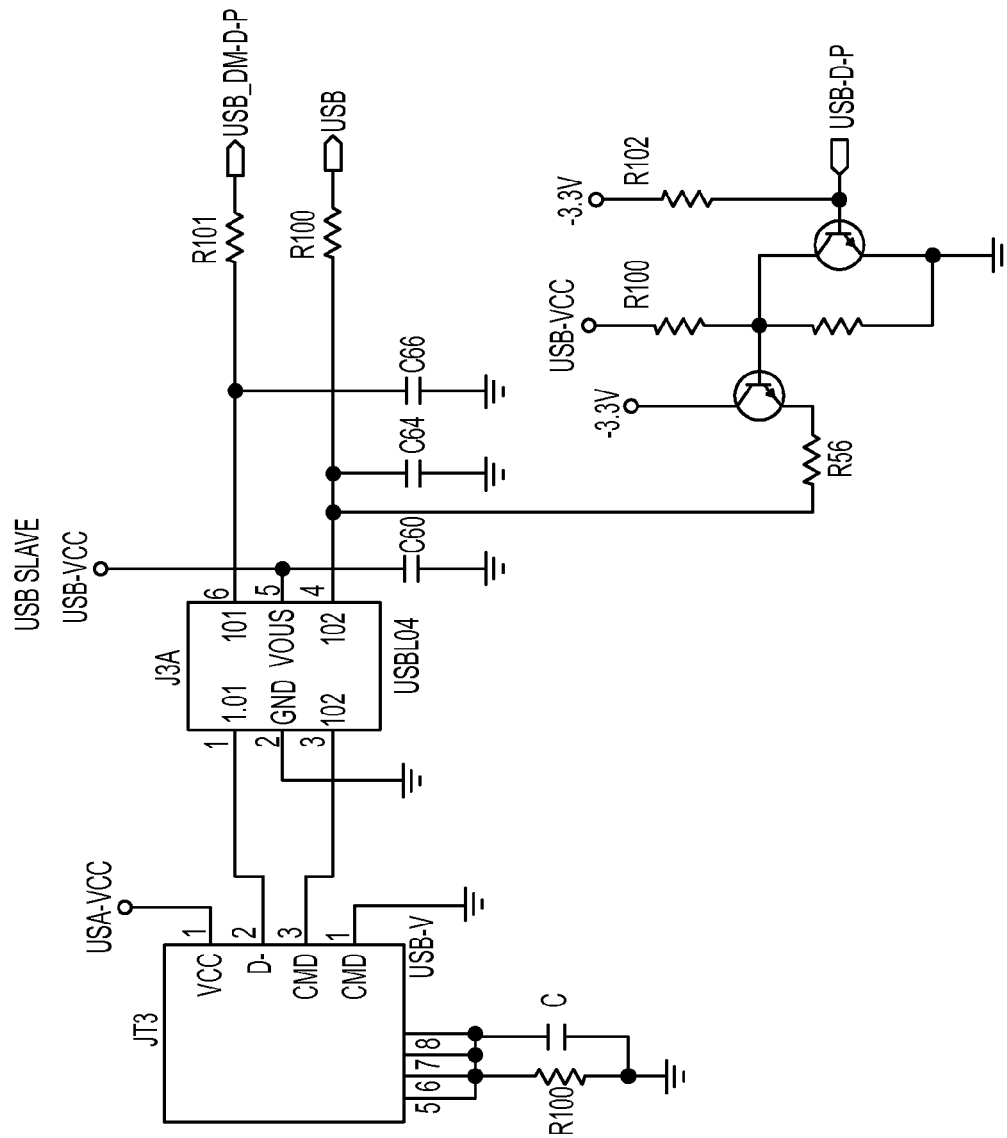 USB SLAVE
USB-VCC
USA-VCC
JT3
VCC
D-
CMD
CMD
1
2
3
1
USB-V
5
6
7
8
R100
C
J3A
1
2
3
1.01
GND
102
101
VOUS
102
6
5
4
USBL04
C60
C64
C66
R101
USB_DM-D-P
R100
USB
-3.3V
USB-VCC
R100
-3.3V
R102
R56
USB-D-P